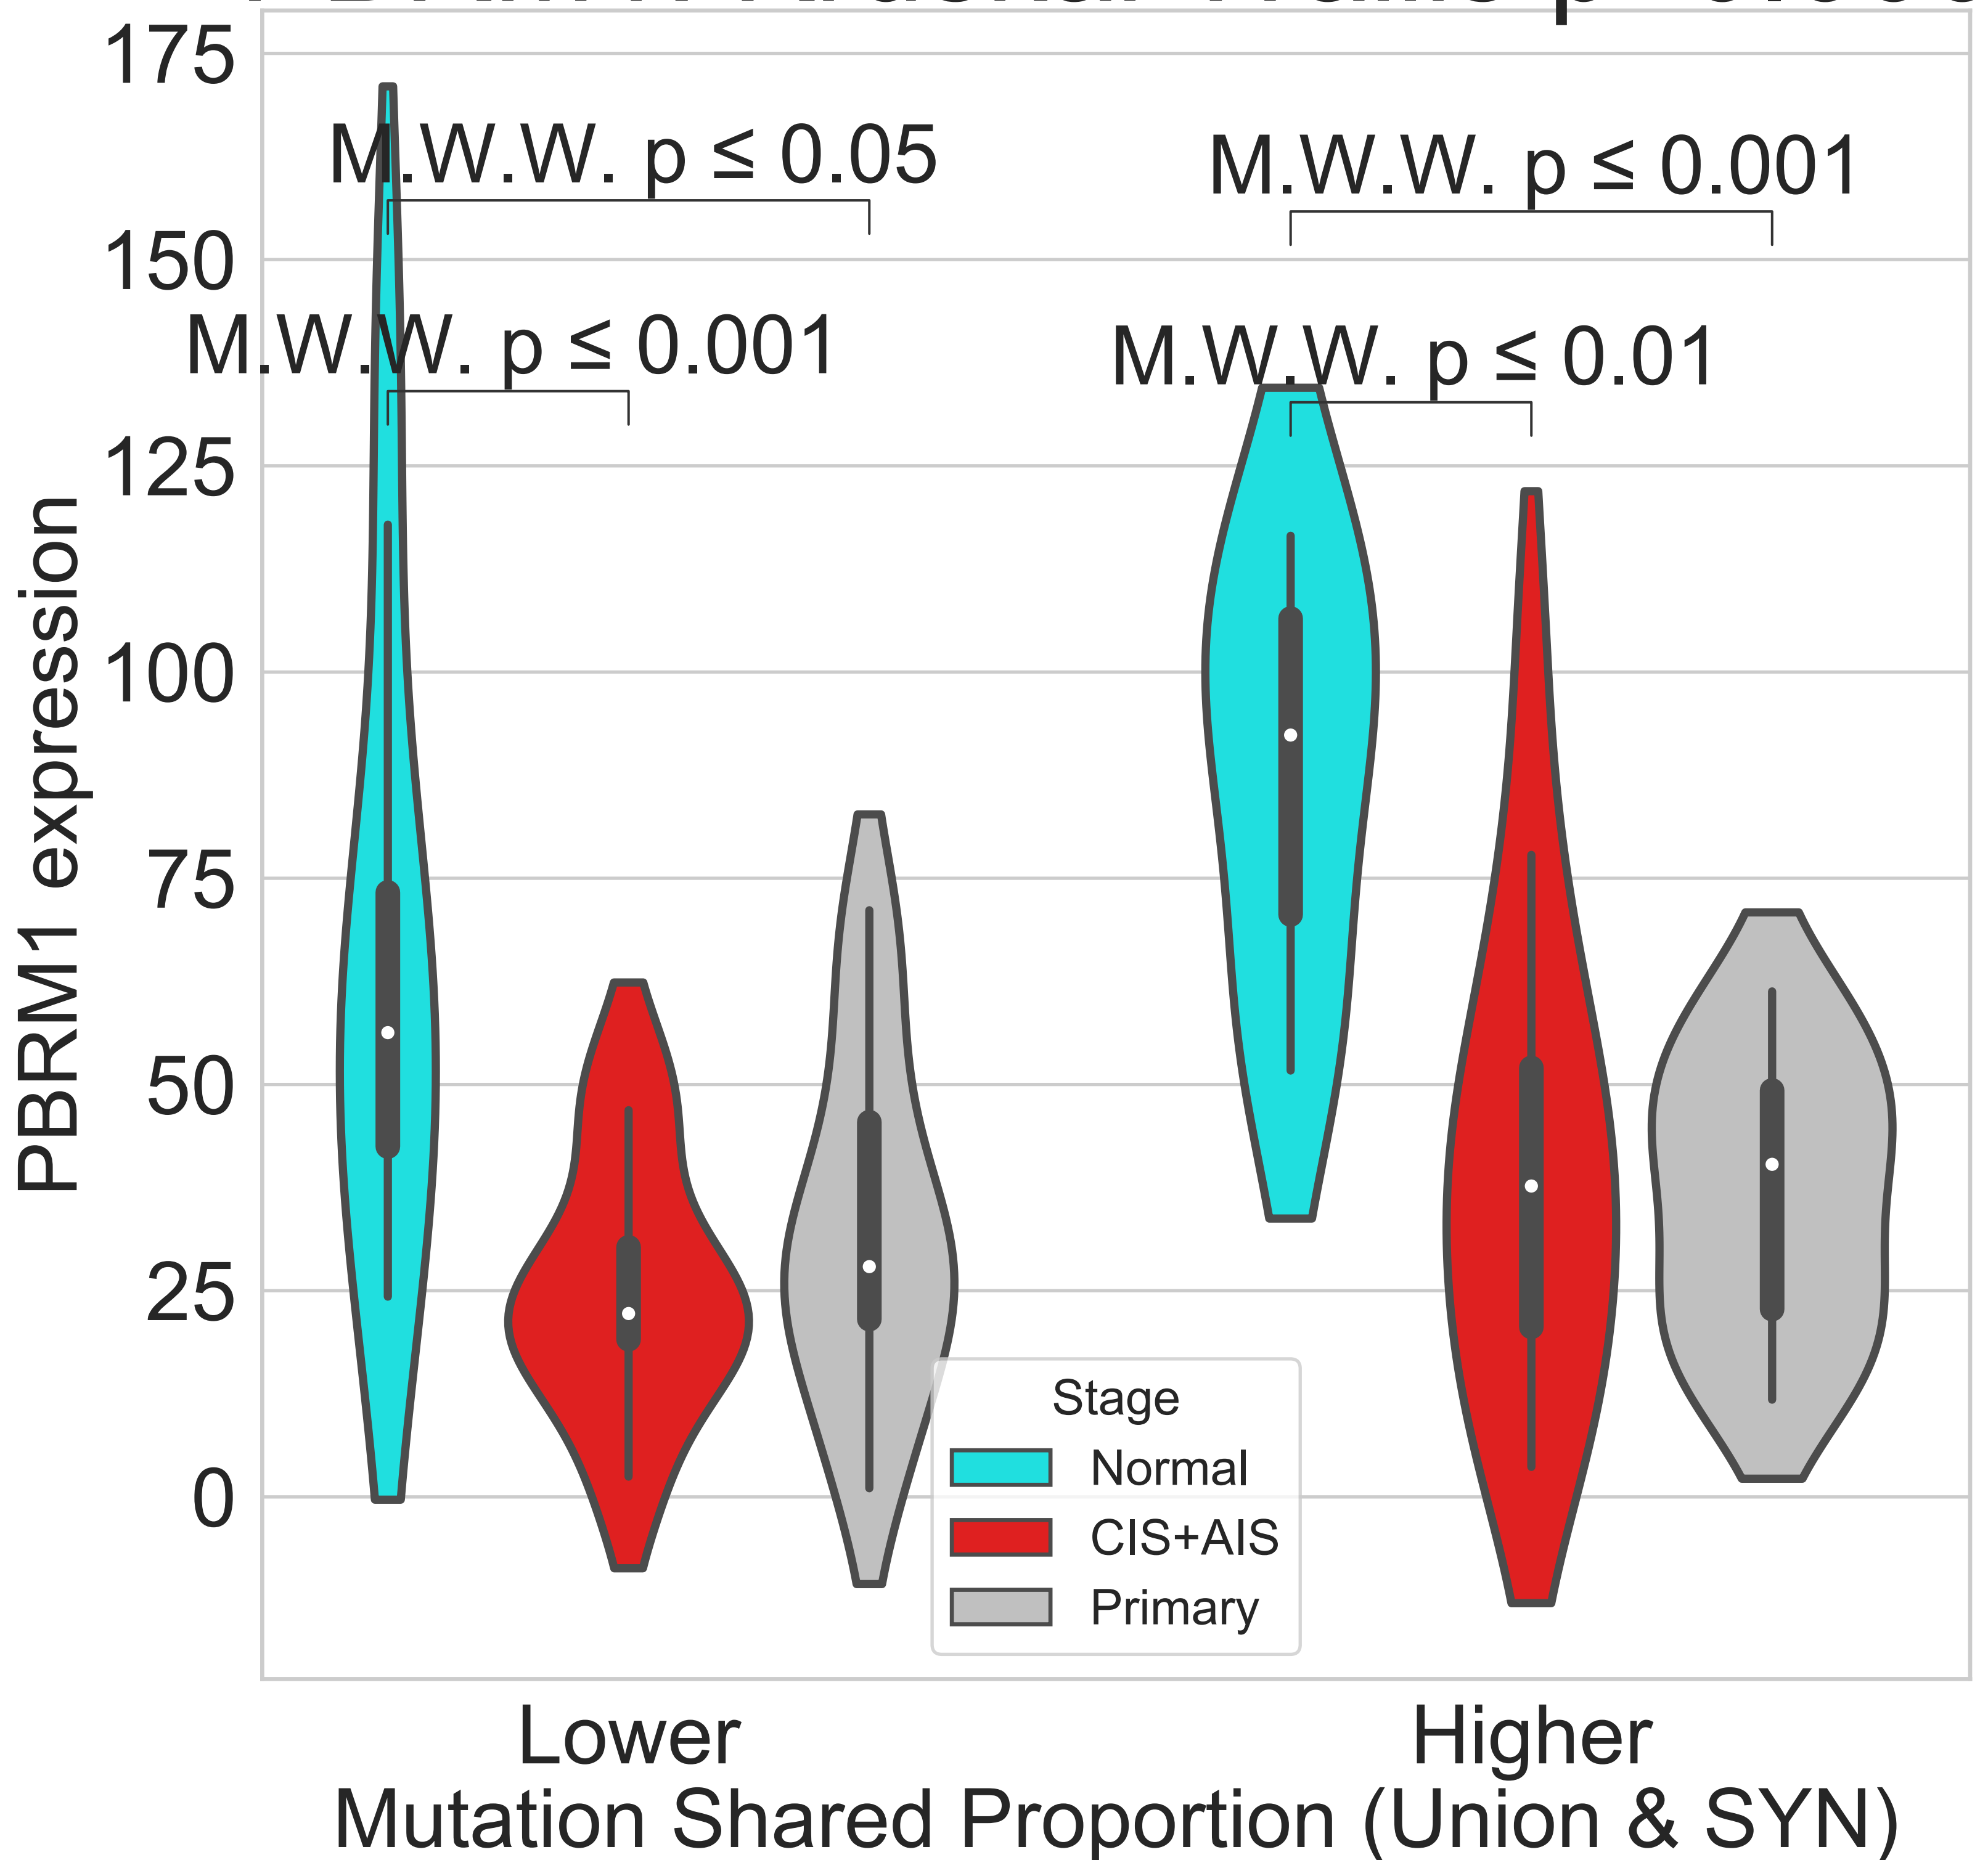 175
M.W.W. p ≤ 0.05
M.W.W. p ≤ 0.001
150
M.W.W. p ≤ 0.001
M.W.W. p ≤ 0.01
125
100
75
50
25
0
PBRM1 expression
Stage
Normal
CIS+AIS
Primary
Lower
Higher
Mutation Shared Proportion (Union & SYN)